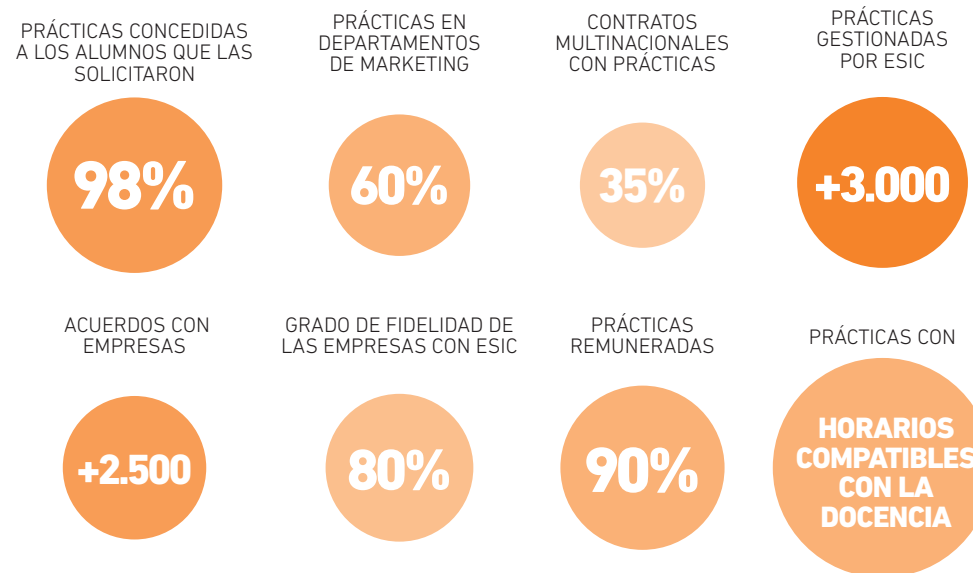 PRÁCTICAS CONCEDIDAS
A LOS ALUMNOS QUE LAS
SOLICITARON
98%
PRÁCTICAS EN
DEPARTAMENTOS
DE MARKETING
60%
CONTRATOS
MULTINACIONALES
CON PRÁCTICAS
35%
PRÁCTICAS
GESTIONADAS
POR ESIC
+3.000
ACUERDOS CON
EMPRESAS
+2.500
GRADO DE FIDELIDAD DE
LAS EMPRESAS CON ESIC
80%
PRÁCTICAS
REMUNERADAS
90%
PRÁCTICAS CON
HORARIOS
COMPATIBLES
CON LA
DOCENCIA